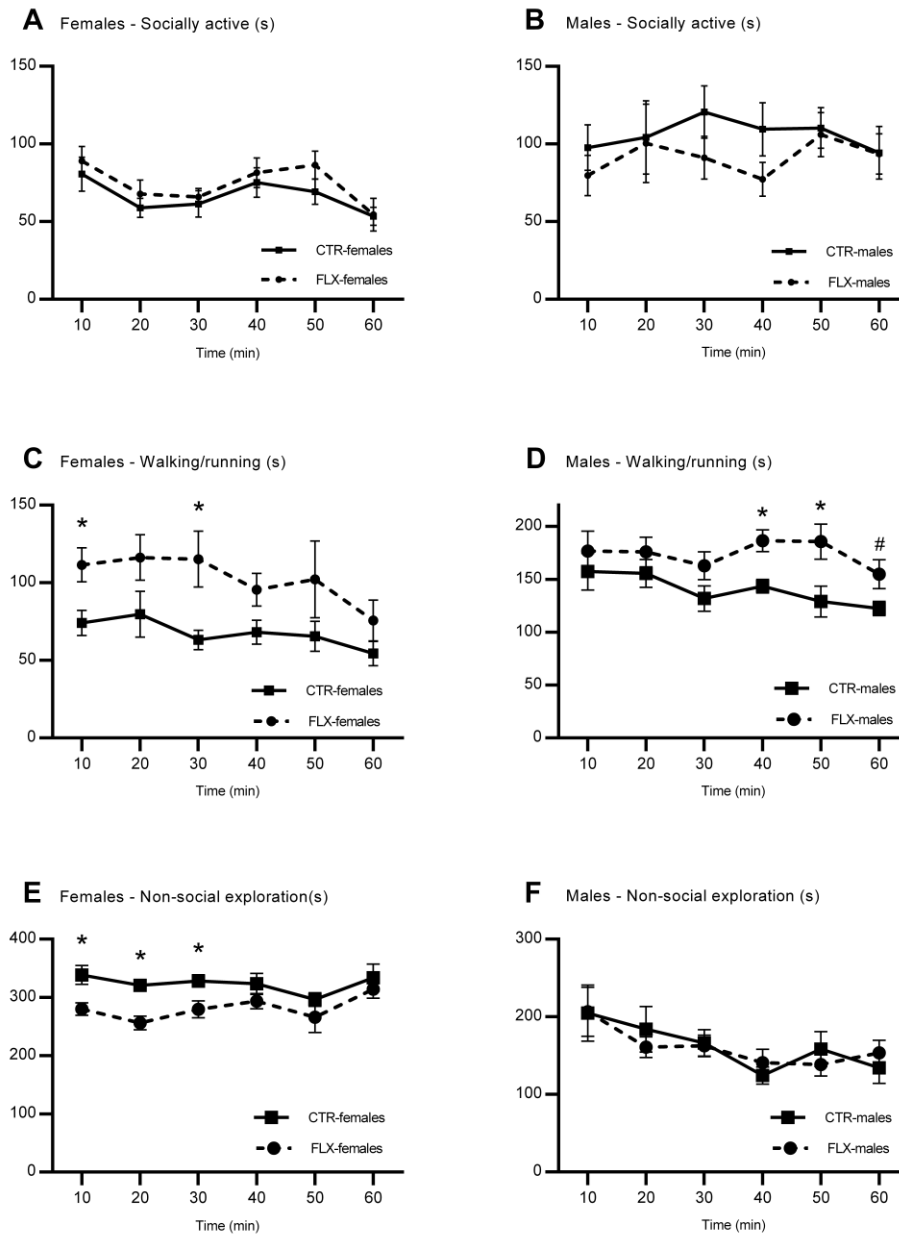 A Females - Socially active (s)
150
100
50
0
CTR-females
FLX-females
10 20 30 40 50 60
Time (min)
B Males - Socially active (s)
150
100
50
0
CTR-males
FLX-males
10 20 30 40 50 60
Time (min)
C Females - Walking/running (s)
150
* *
100
50
0
CTR-females
FLX-females
10 20 30 40 50 60
Time (min)
D Males - Walking/running (s)
200
* * #
150
100
50
0
CTR-males
FLX-males
10 20 30 40 50 60
Time (min)
E Females - Non-social exploration(s)
400
* * *
300
200
100
0
CTR-females
FLX-females
10 20 30 40 50 60
Time (min)
F Males - Non-social exploration (s)
300
200
100
0
CTR-males
FLX-males
10 20 30 40 50 60
Time (min)